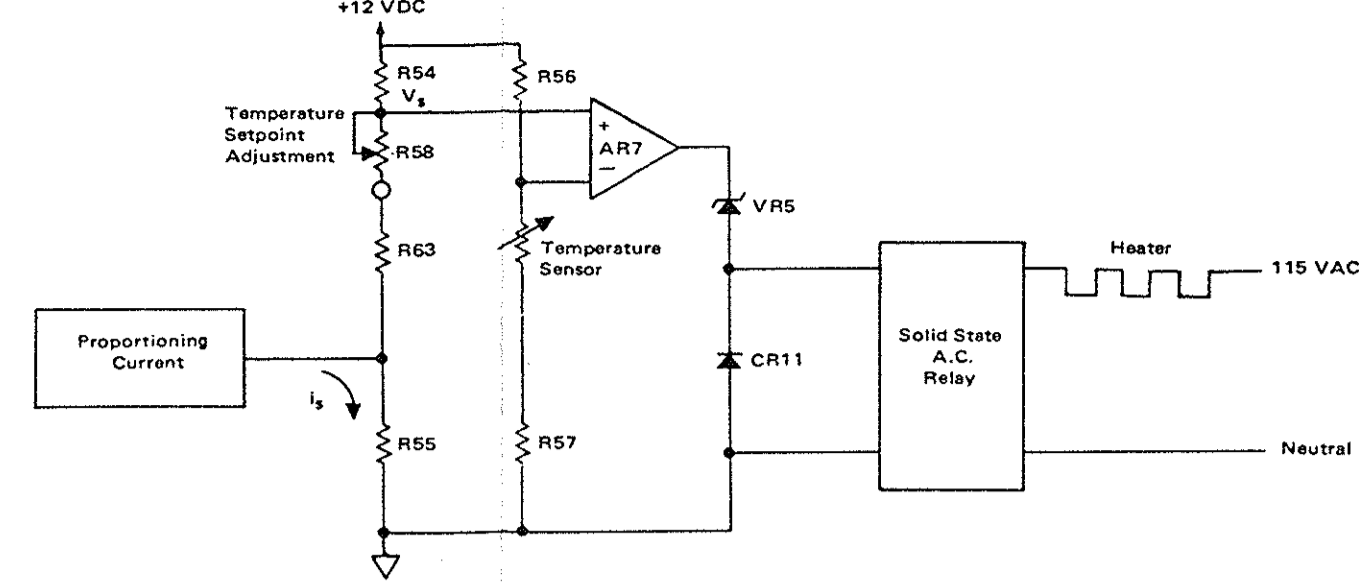 +12 VDC
R54
R56
Vs
Temperature
Setpoint
Adjustment
R58
+
AR7
−
VR5
R63
Temperature
Sensor
Heater
115 VAC
Proportioning
Current
is
Solid State
A.C.
Relay
CR11
R55
R57
Neutral